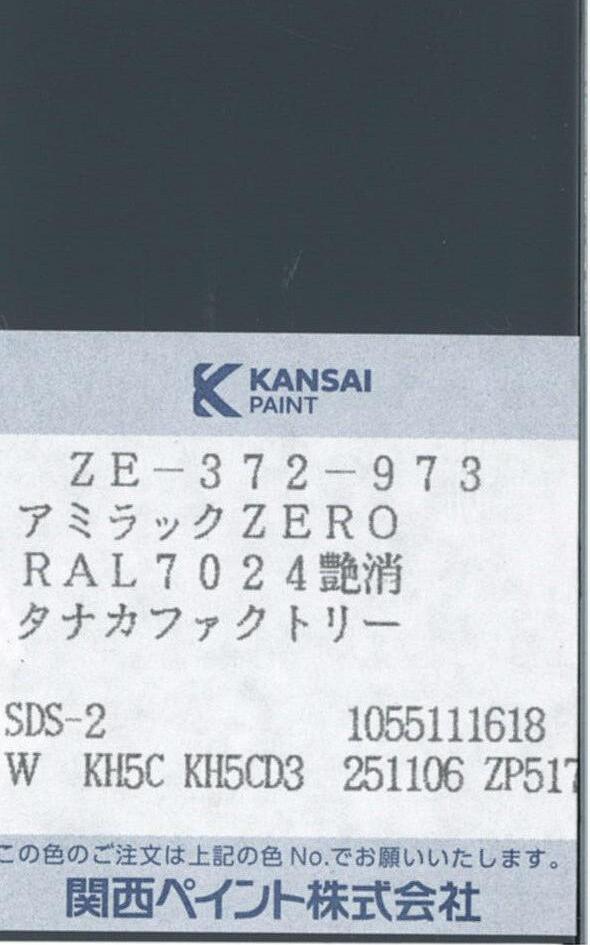 KANSAI
PAINT
ZE-372-973
アミラックZERO
RAL7024艶消
タナカファクトリー
SDS-2 1055111618
W KH5C KH5CD3 251106 ZP517
この色のご注文は上記の色No.でお願いいたします。
関西ペイント株式会社